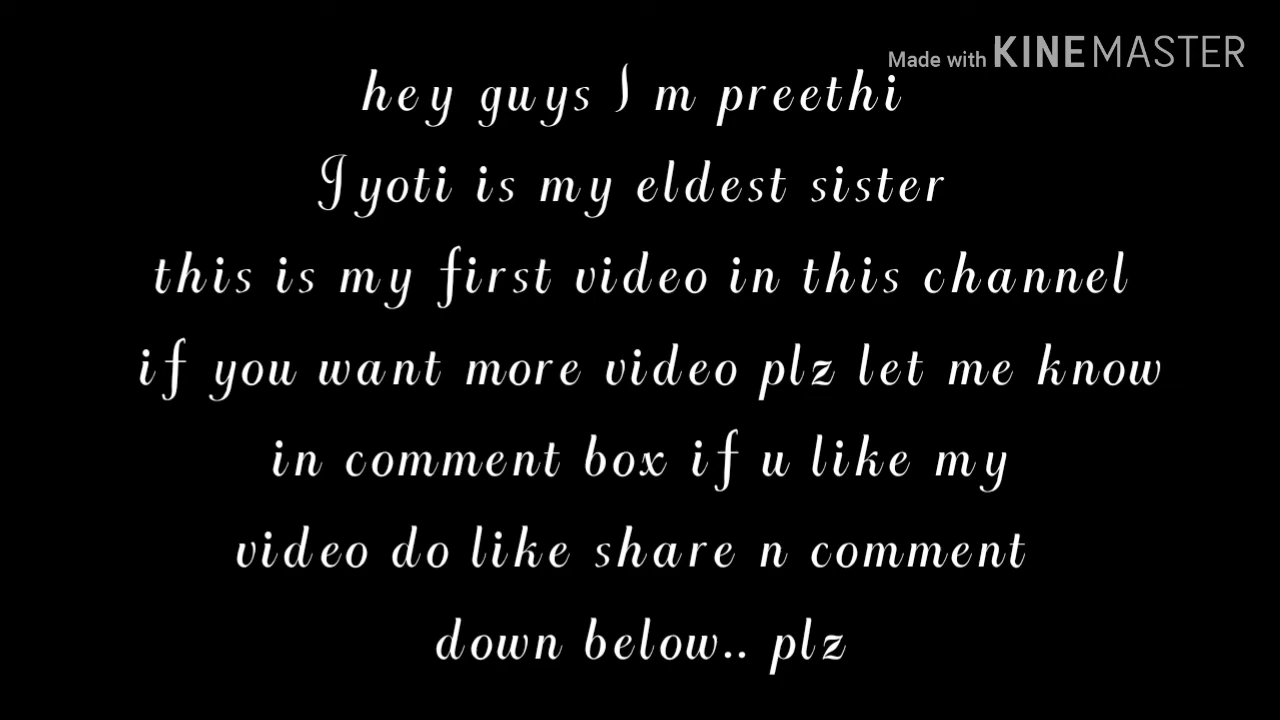 Made with KINEMASTER
hey guys I m preethi
Jyoti is my eldest sister
this is my first video in this channel
if you want more video plz let me know
in comment box if u like my
video do like share n comment
down below.. plz